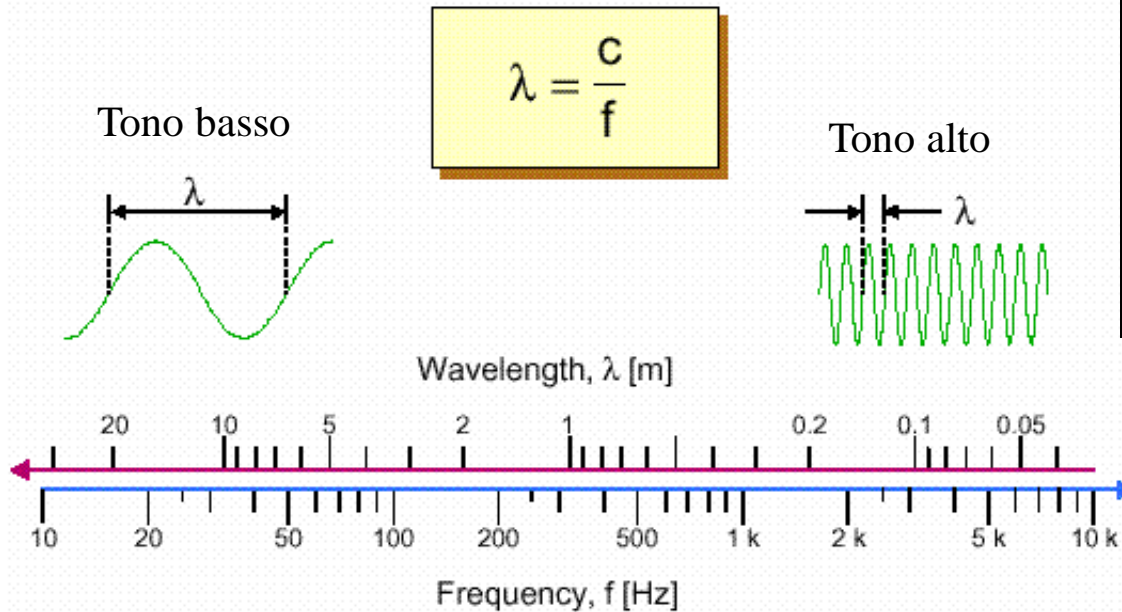 λ = c / f
Tono basso
Tono alto
λ
λ
Wavelength, λ [m]
20 10 5 2 1 0.2 0.1 0.05
10 20 50 100 200 500 1 k 2 k 5 k 10 k
Frequency, f [Hz]